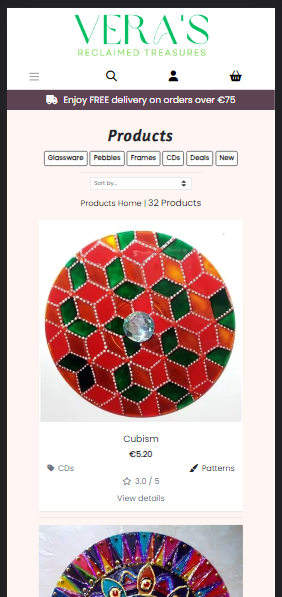 VERA'S
RECLAIMED TREASURES
Enjoy FREE delivery on orders over €75
Products
Glassware Pebbles Frames CDs Deals New
Sort by...
Products Home | 32 Products
Cubism
€5.20
CDs Patterns
3.0 / 5
View details